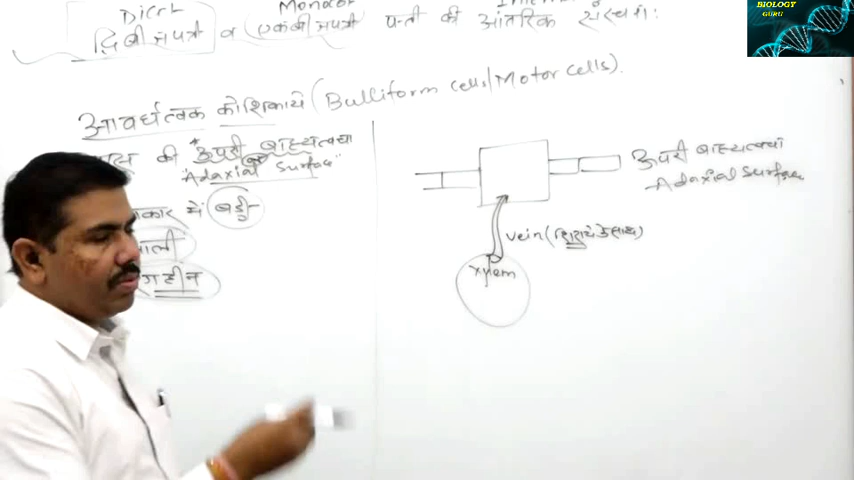 Dicot
Monocot
द्विबीजपत्री व (एकबीजपत्री पत्ती की आंतरिक संरचना:
आवर्धत्वक कोशिकायें (Bulliform cells/Motor cells).
की ऊपरी बाह्यत्वचा
"Adaxial Surface"
में बड़ी
खाली
ऊपरी बाह्यत्वचा
Adaxial Surface
vein (शिरायें के साथ)
xylem
BIOLOGY
GURU